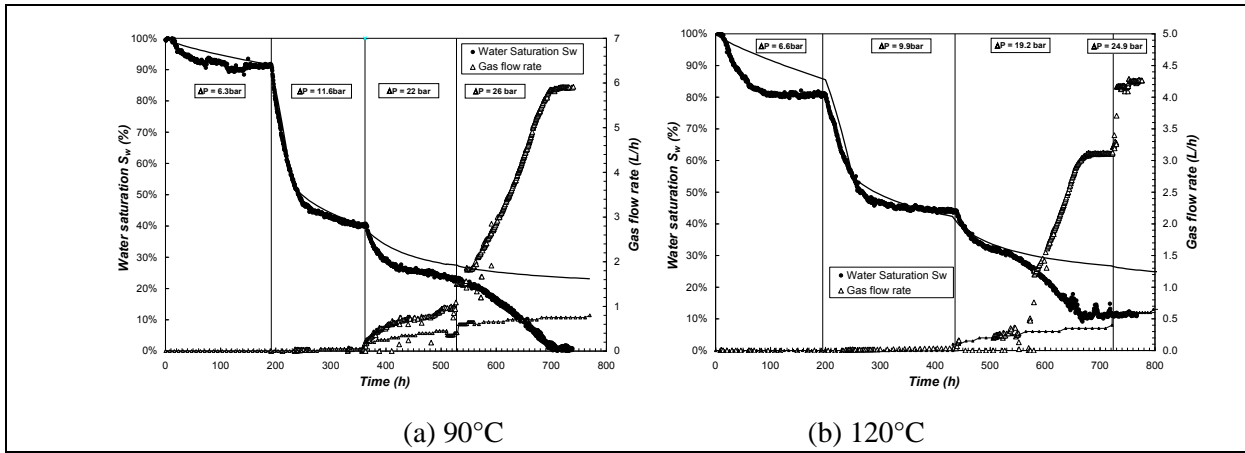 100%
90%
80%
70%
60%
50%
40%
30%
20%
10%
0%
Water saturation Sw (%)
ΔP = 6.3bar
ΔP = 11.6bar
ΔP = 22 bar
ΔP = 26 bar
Water Saturation Sw
Gas flow rate
7
6
5
4
3
2
1
0
Gas flow rate (L/h)
0 100 200 300 400 500 600 700 800
Time (h)
(a) 90°C
100%
90%
80%
70%
60%
50%
40%
30%
20%
10%
0%
Water saturation Sw (%)
ΔP = 6.6bar
ΔP = 9.9bar
ΔP = 19.2 bar
ΔP = 24.9 bar
Water Saturation Sw
Gas flow rate
5.0
4.5
4.0
3.5
3.0
2.5
2.0
1.5
1.0
0.5
0.0
Gas flow rate (L/h)
0 100 200 300 400 500 600 700 800
Time (h)
(b) 120°C